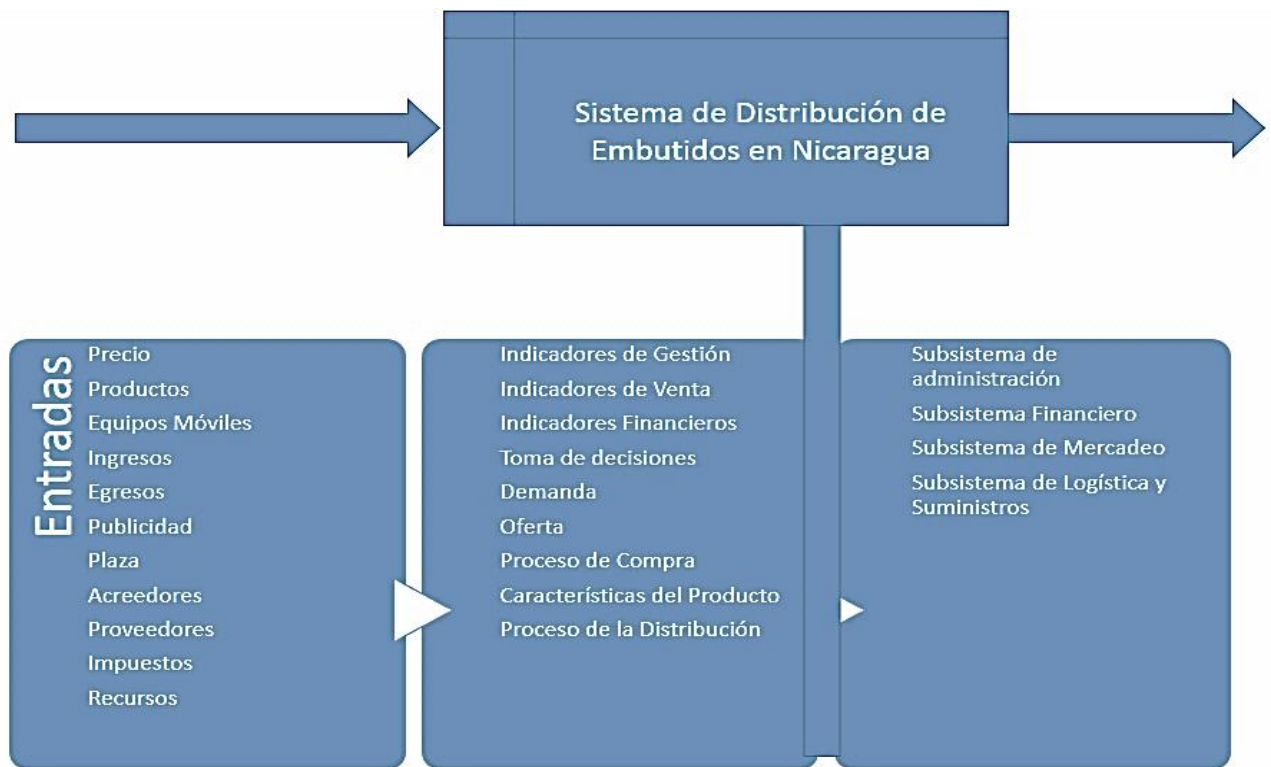 Sistema de Distribución de
Embutidos en Nicaragua
Entradas
Precio
Productos
Equipos Móviles
Ingresos
Egresos
Publicidad
Plaza
Acreedores
Proveedores
Impuestos
Recursos
Indicadores de Gestión
Indicadores de Venta
Indicadores Financieros
Toma de decisiones
Demanda
Oferta
Proceso de Compra
Características del Producto
Proceso de la Distribución
Subsistema de
administración
Subsistema Financiero
Subsistema de Mercadeo
Subsistema de Logística y
Suministros